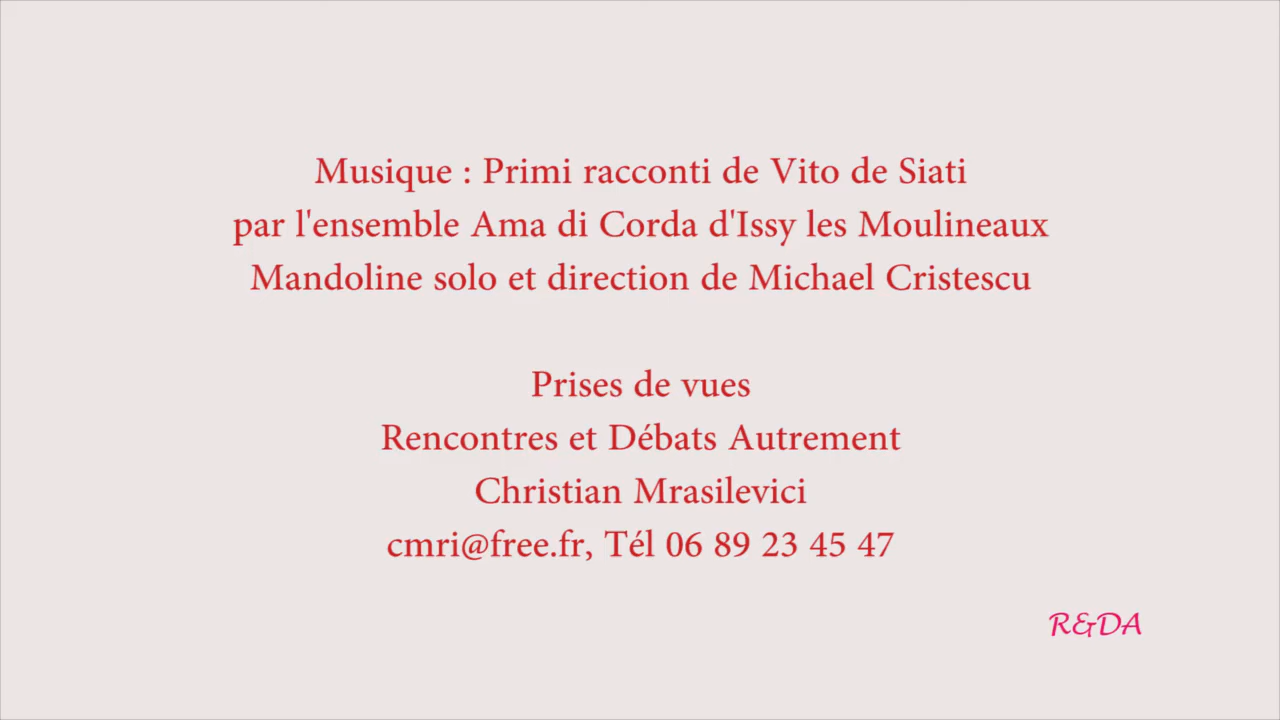 Musique : Primi racconti de Vito de Siati
par l'ensemble Ama di Corda d'Issy les Moulineaux
Mandoline solo et direction de Michael Cristescu
Prises de vues
Rencontres et Débats Autrement
Christian Mrasilevici
cmri@free.fr, Tél 06 89 23 45 47
R&DA